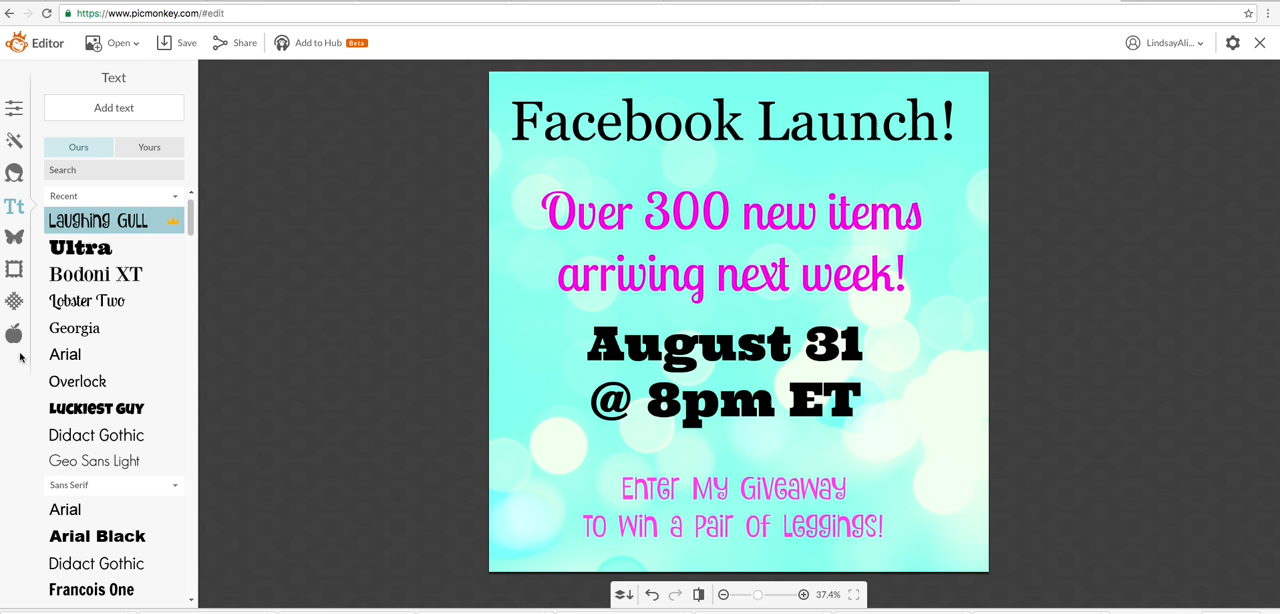 https://www.picmonkey.com/#edit
Editor
Open
Save
Share
Add to Hub Beta
LindsayAli...
Text
Add text
Ours
Yours
Search
Recent
Laughing Gull
Ultra
Bodoni XT
Lobster Two
Georgia
Arial
Overlock
Luckiest Guy
Didact Gothic
Geo Sans Light
Sans Serif
Arial
Arial Black
Didact Gothic
Francois One
Facebook Launch!
Over 300 new items
arriving next week!
August 31
@ 8pm ET
Enter My Giveaway
To Win a Pair of Leggings!
37.4%